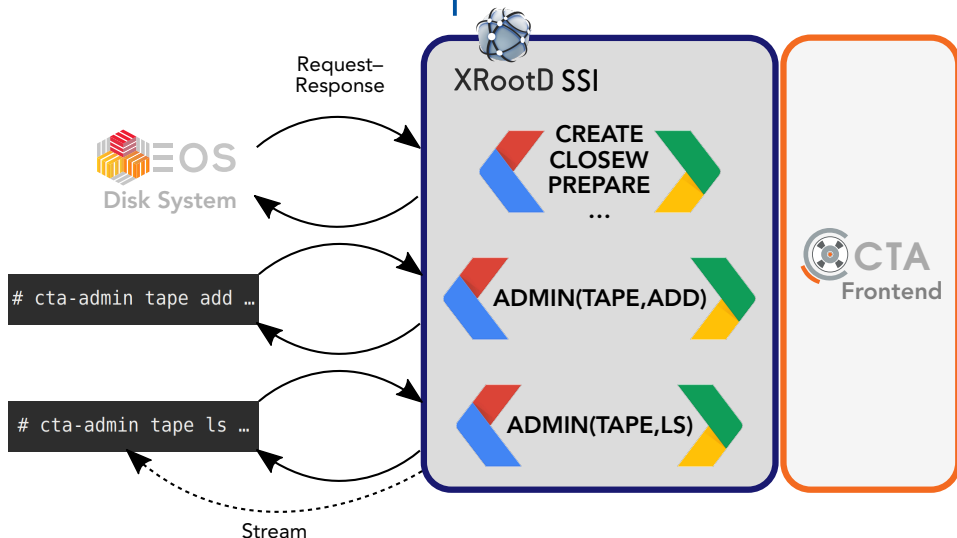 Request–
Response
XRootD SSI
EOS
Disk System
CREATE
CLOSEW
PREPARE
...
CTA
Frontend
# cta-admin tape add …
ADMIN(TAPE,ADD)
# cta-admin tape ls …
ADMIN(TAPE,LS)
Stream